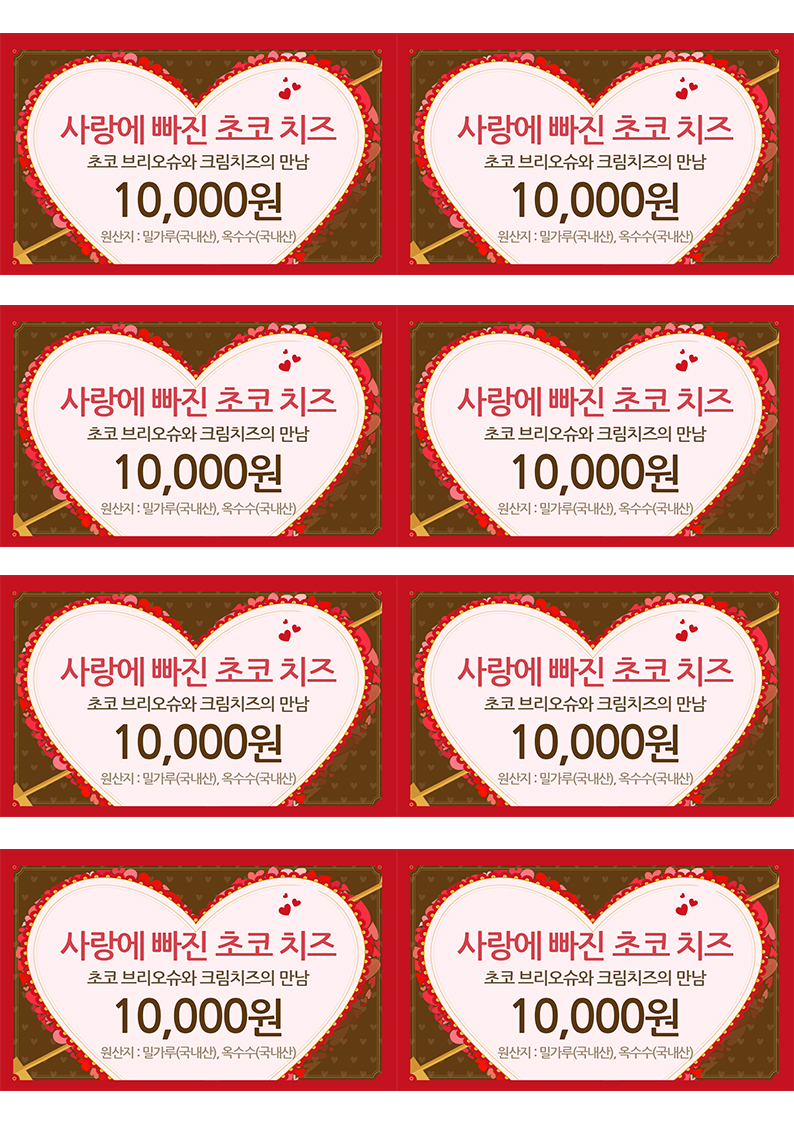 사랑에 빠진 초코 치즈
초코 브리오슈와 크림치즈의 만남
10,000원
원산지 : 밀가루(국내산), 옥수수(국내산)
사랑에 빠진 초코 치즈
초코 브리오슈와 크림치즈의 만남
10,000원
원산지 : 밀가루(국내산), 옥수수(국내산)
사랑에 빠진 초코 치즈
초코 브리오슈와 크림치즈의 만남
10,000원
원산지 : 밀가루(국내산), 옥수수(국내산)
사랑에 빠진 초코 치즈
초코 브리오슈와 크림치즈의 만남
10,000원
원산지 : 밀가루(국내산), 옥수수(국내산)
사랑에 빠진 초코 치즈
초코 브리오슈와 크림치즈의 만남
10,000원
원산지 : 밀가루(국내산), 옥수수(국내산)
사랑에 빠진 초코 치즈
초코 브리오슈와 크림치즈의 만남
10,000원
원산지 : 밀가루(국내산), 옥수수(국내산)
사랑에 빠진 초코 치즈
초코 브리오슈와 크림치즈의 만남
10,000원
원산지 : 밀가루(국내산), 옥수수(국내산)
사랑에 빠진 초코 치즈
초코 브리오슈와 크림치즈의 만남
10,000원
원산지 : 밀가루(국내산), 옥수수(국내산)